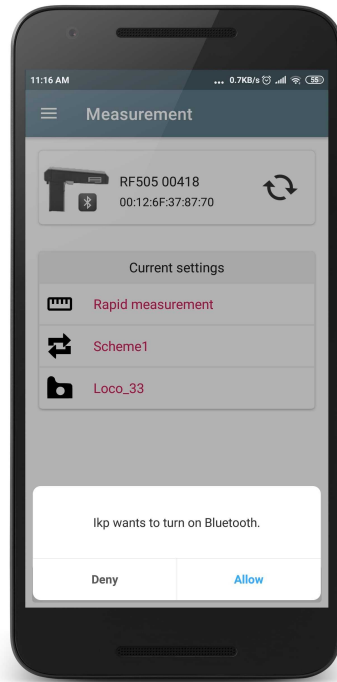 11:16 AM
... 0.7KB/s 55
Measurement
RF505 00418
00:12:6F:37:87:70
Current settings
Rapid measurement
Scheme1
Loco_33
Ikp wants to turn on Bluetooth.
Deny Allow